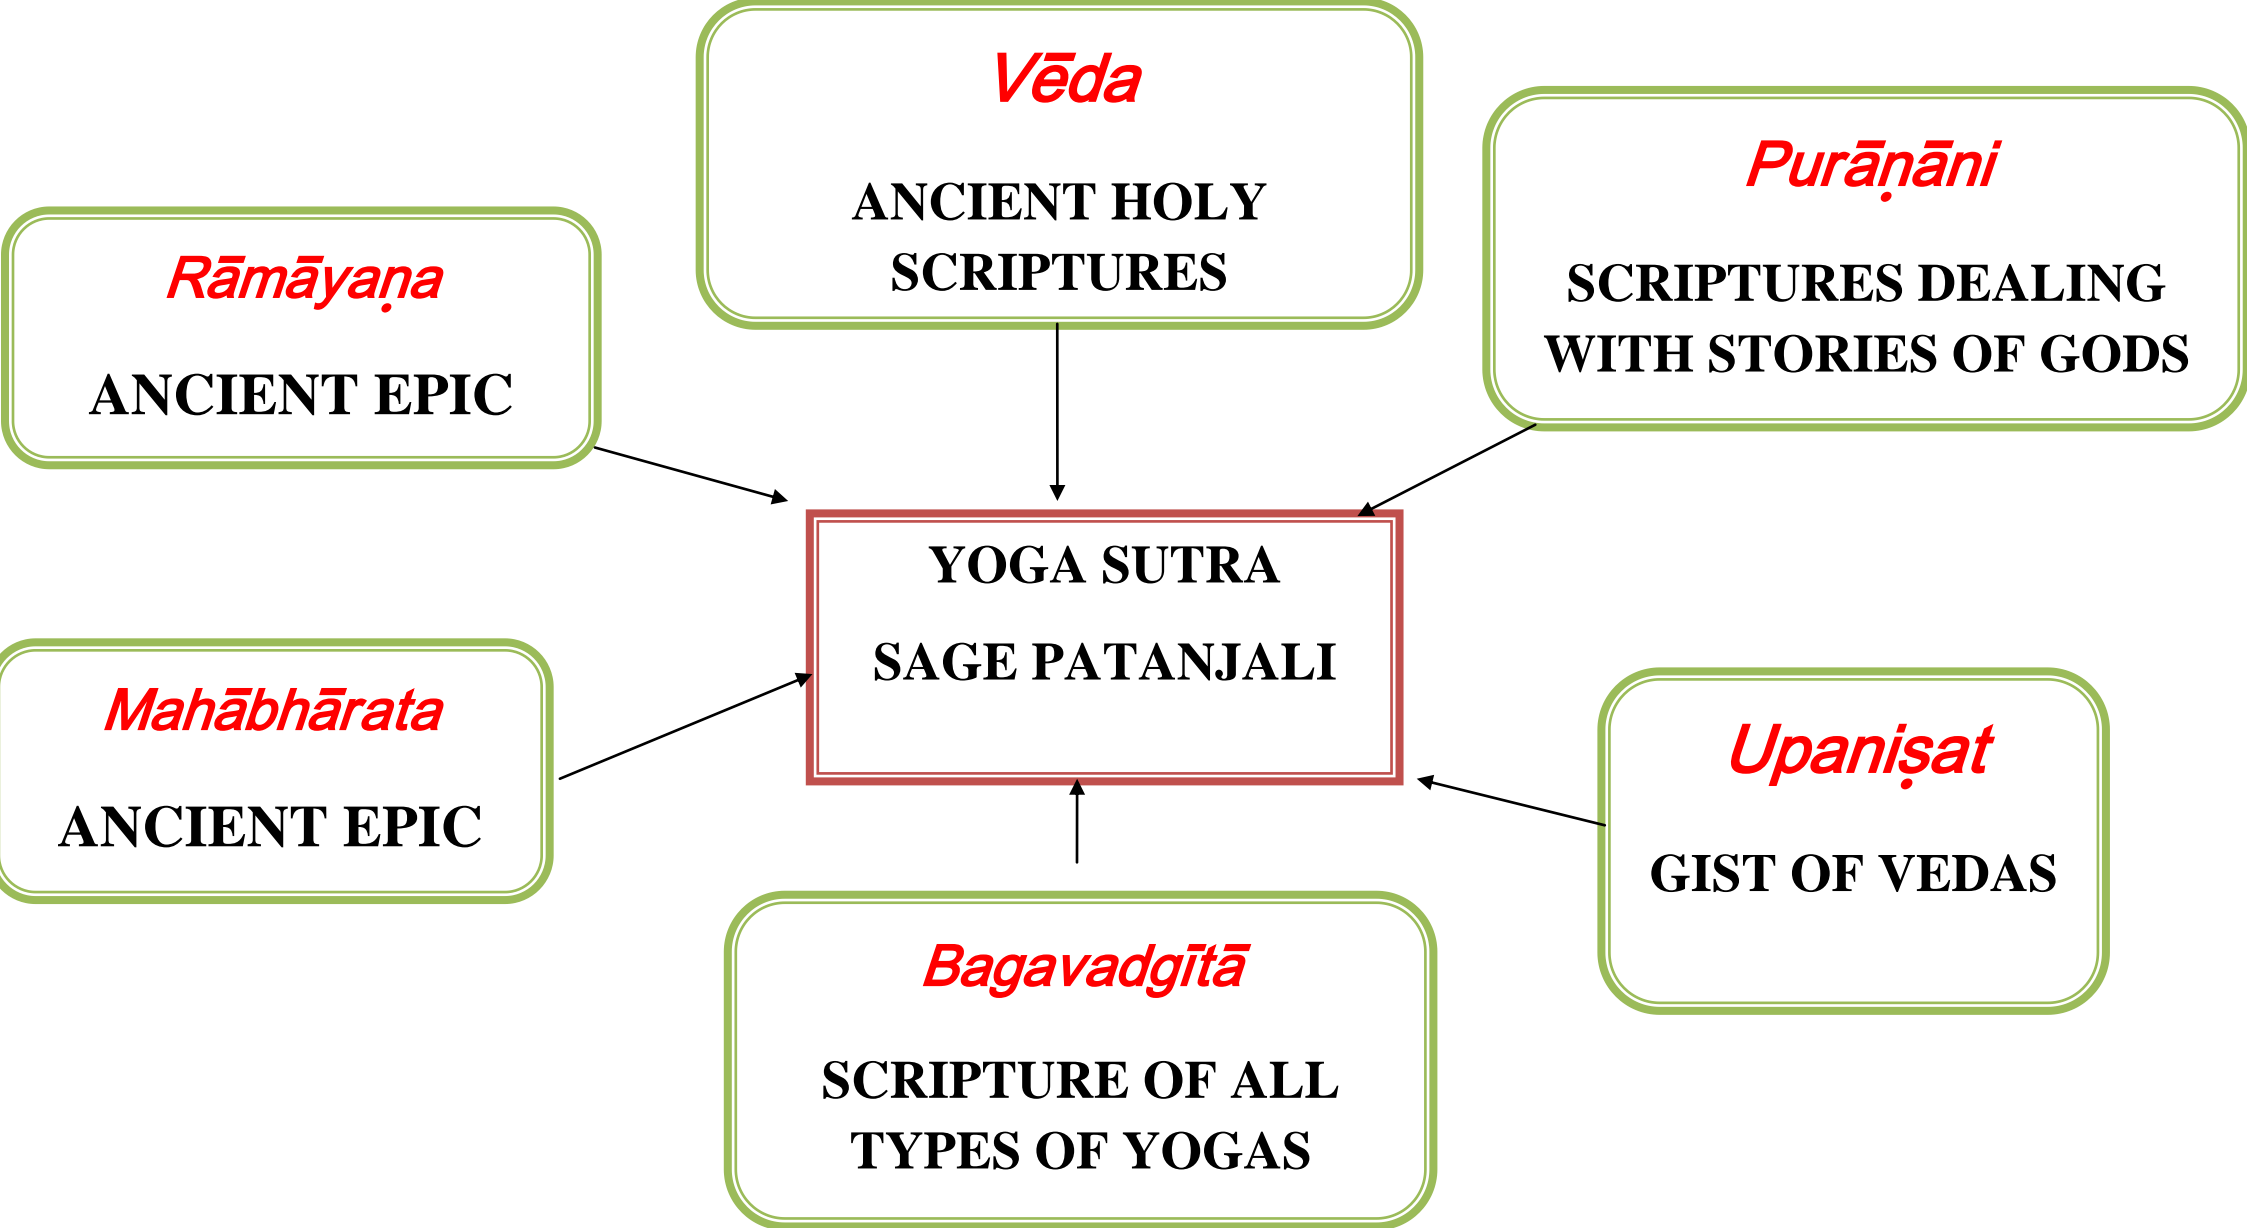 Vēda
ANCIENT HOLY
SCRIPTURES
Purāṇāni
SCRIPTURES DEALING
WITH STORIES OF GODS
Rāmāyaṇa
ANCIENT EPIC
YOGA SUTRA
SAGE PATANJALI
Mahābhārata
ANCIENT EPIC
Upaniṣat
GIST OF VEDAS
Bagavadgītā
SCRIPTURE OF ALL
TYPES OF YOGAS